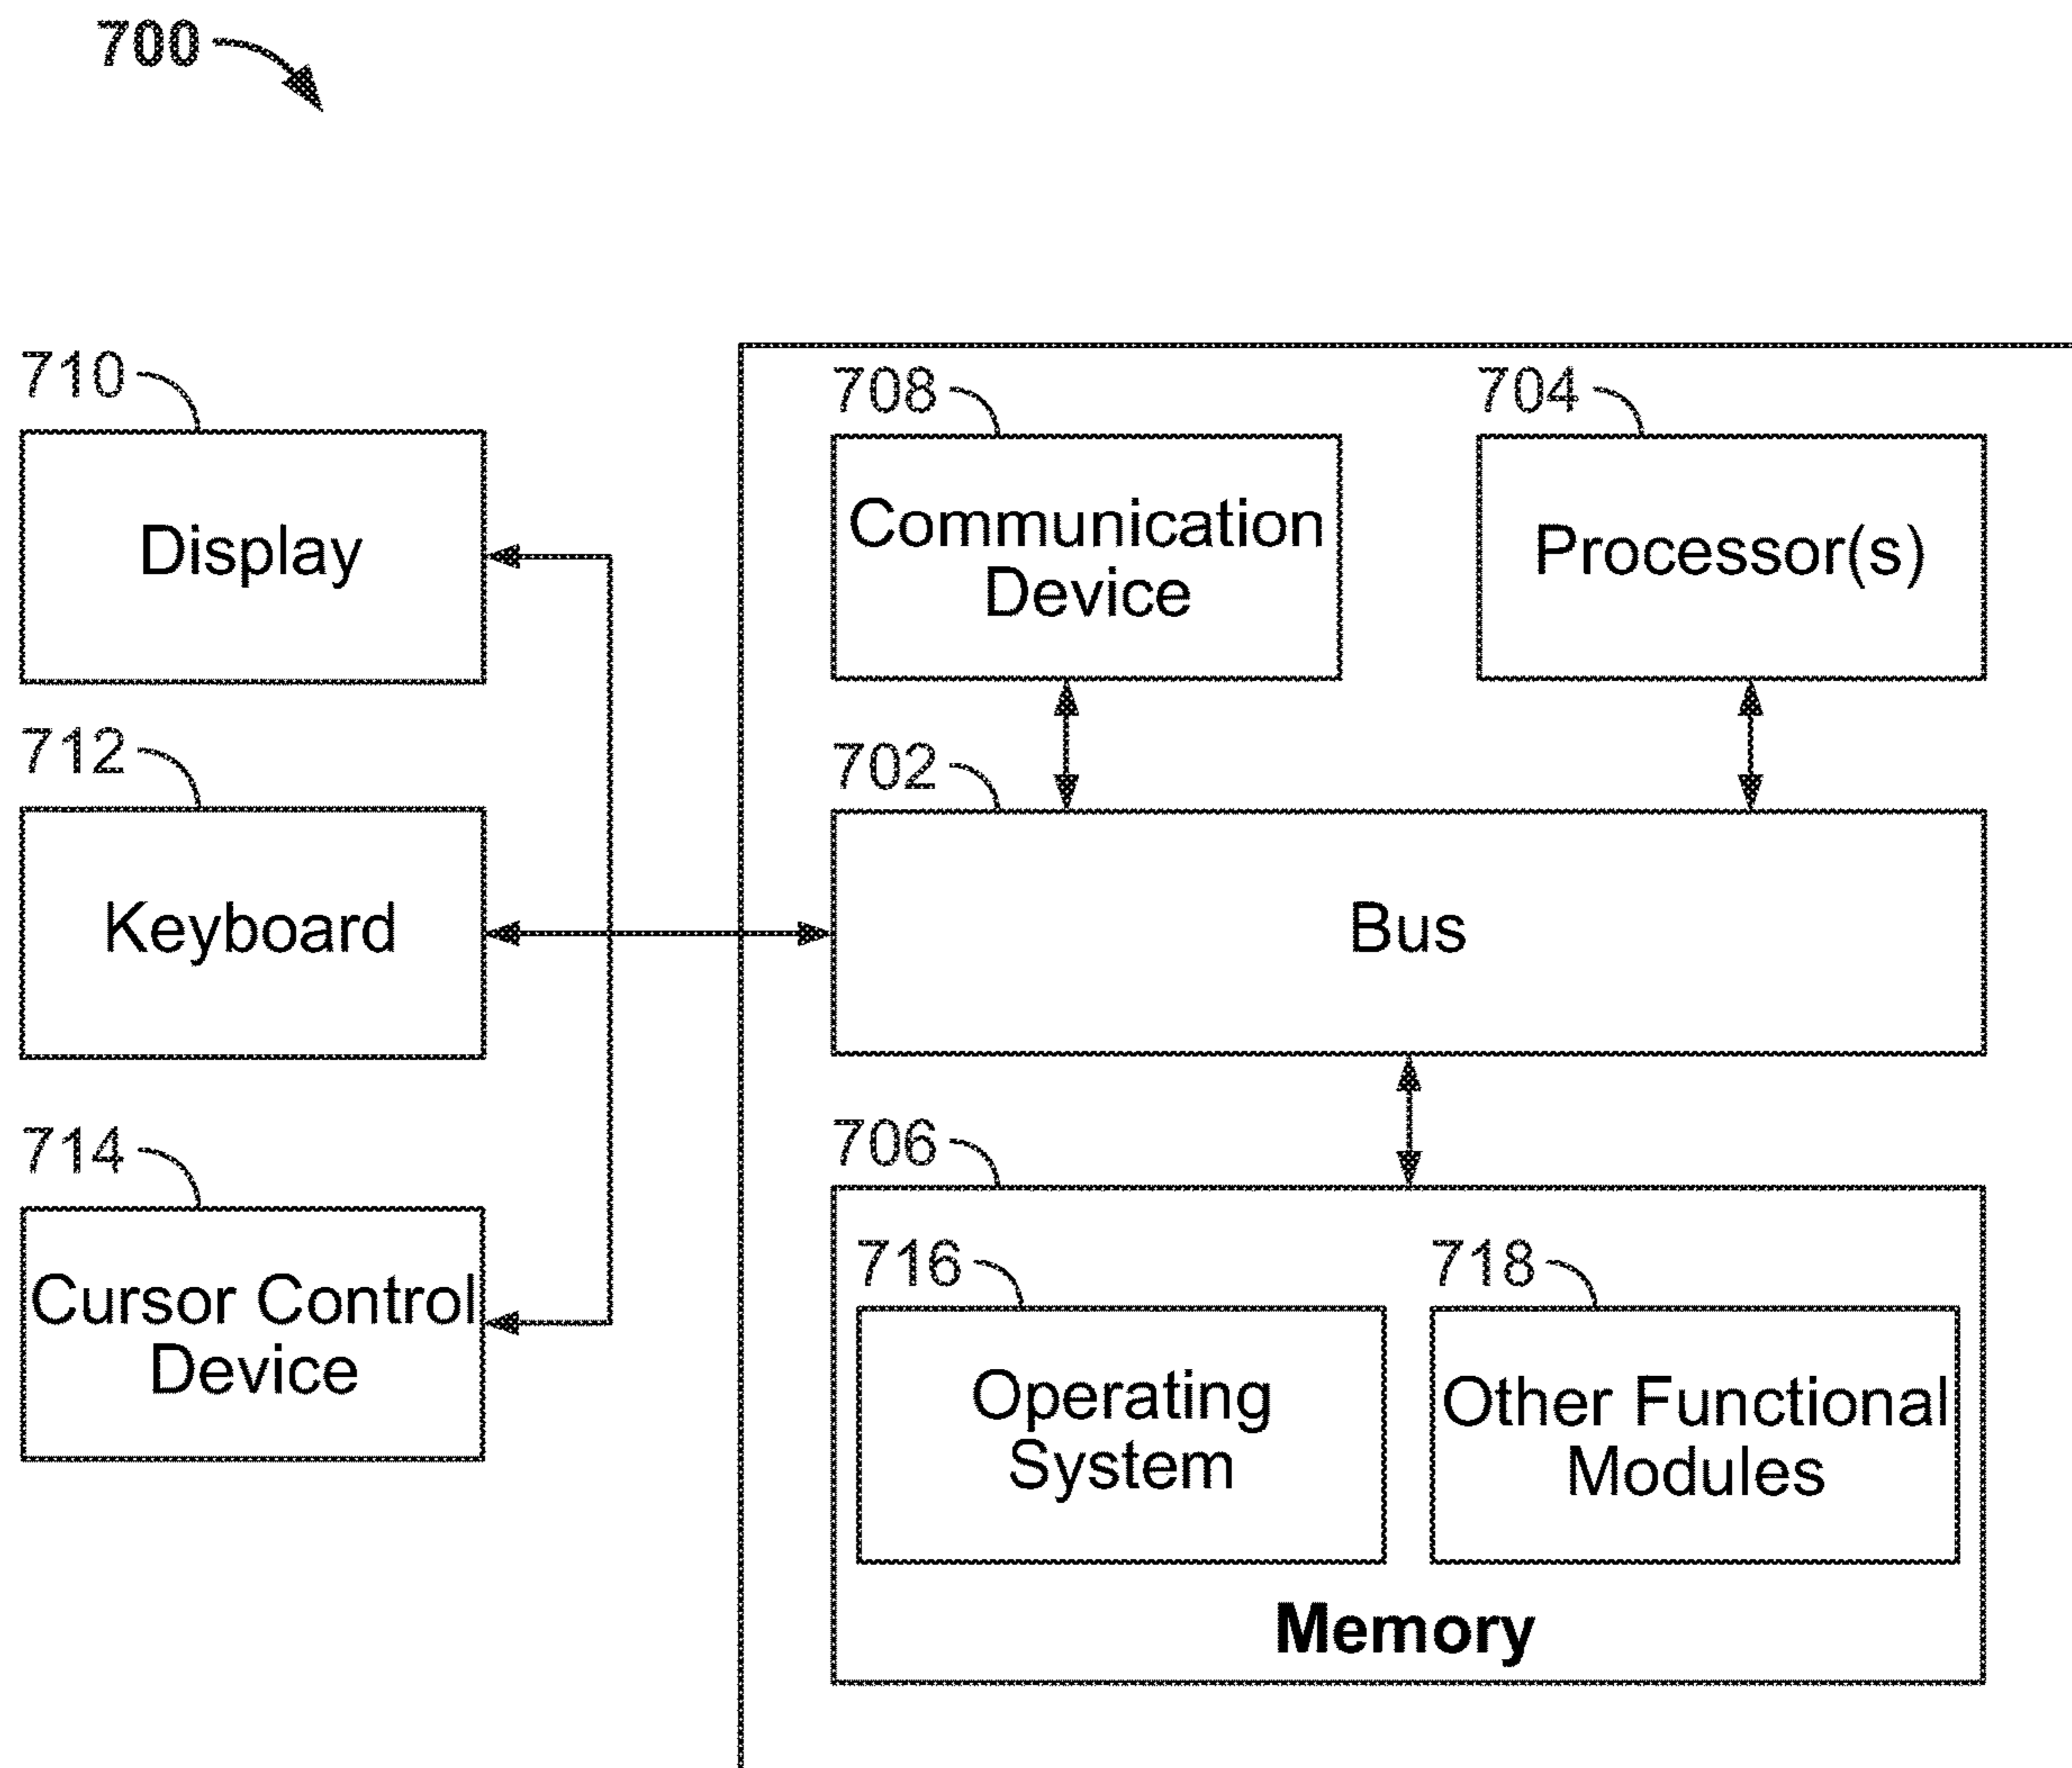 700
710
Display
712
Keyboard
714
Cursor Control
Device
708
Communication
Device
704
Processor(s)
702
Bus
706
716
Operating
System
718
Other Functional
Modules
Memory